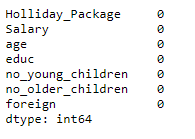 Holliday_Package 0
Salary 0
age 0
educ 0
no_young_children 0
no_older_children 0
foreign 0
dtype: int64